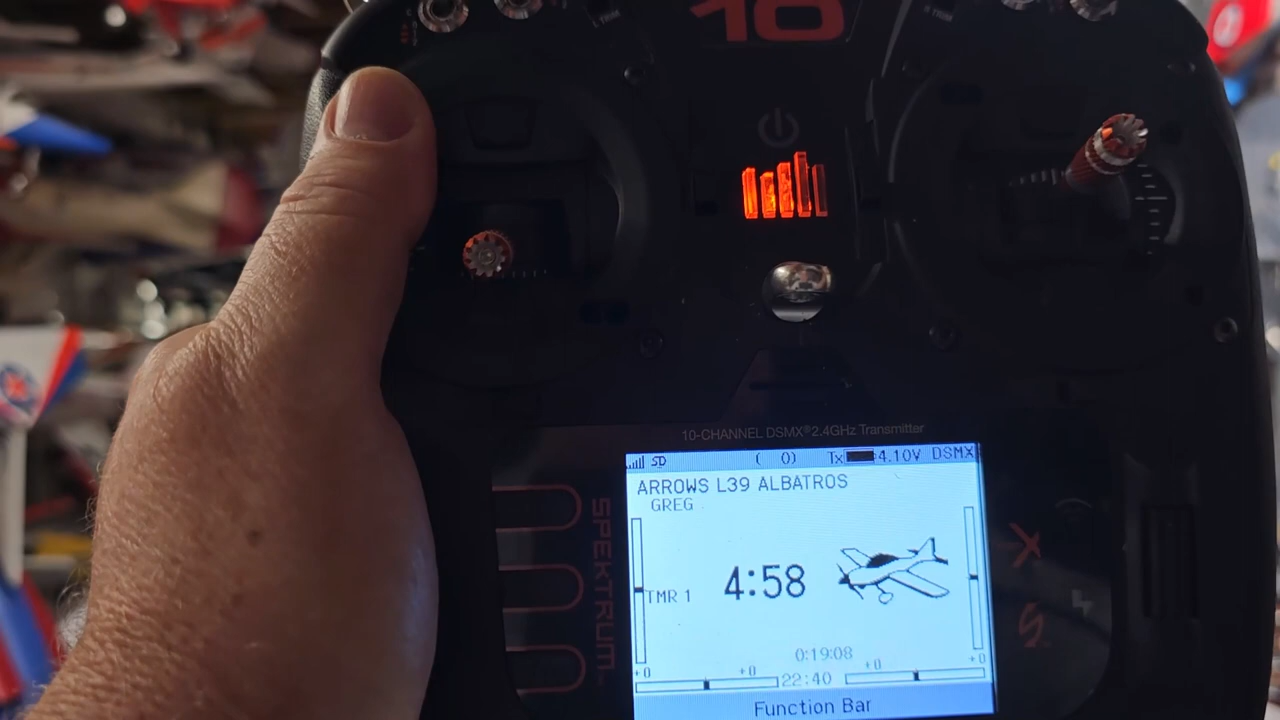 10
10-CHANNEL DSMX® 2.4GHz Transmitter
SPEKTRUM
SD ( 0) Tx 4.10V DSMX
ARROWS L39 ALBATROS
GREG
TMR 1 4:58
0:19:08
+0 +0 22:40 +0 +0
Function Bar